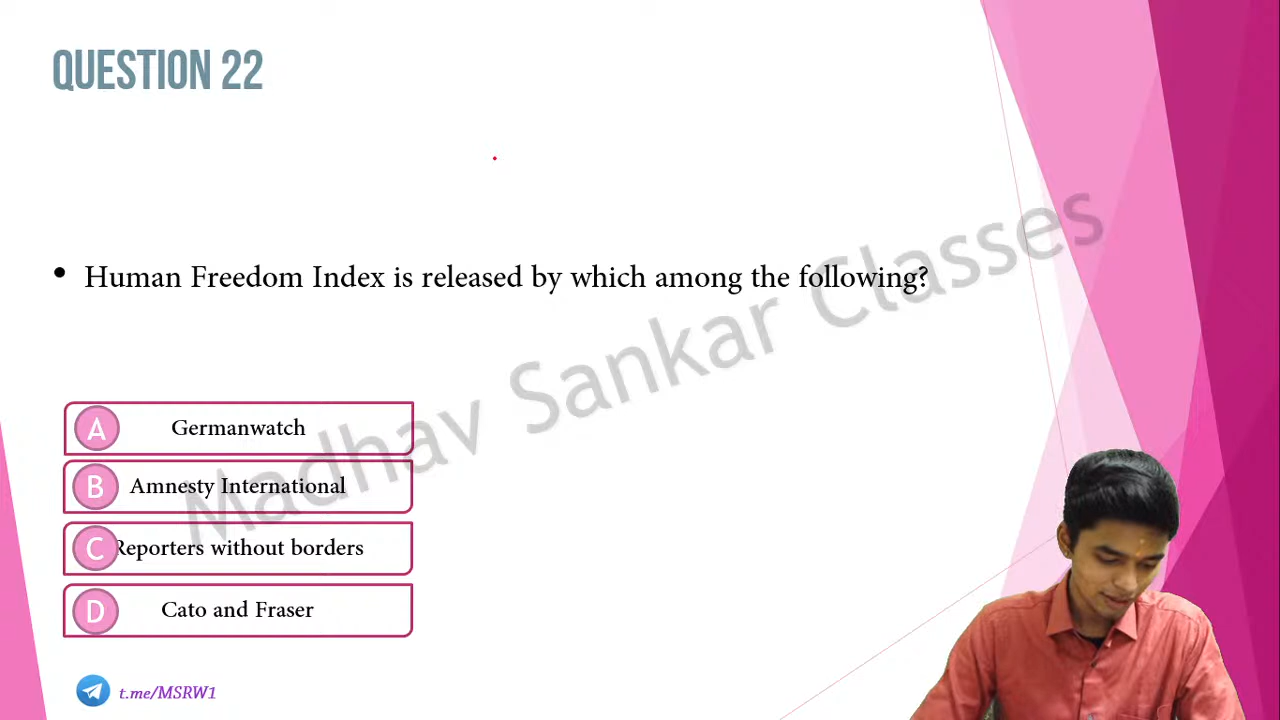 QUESTION 22
• Human Freedom Index is released by which among the following?
Madhav Sankar Classes
A Germanwatch
B Amnesty International
C Reporters without borders
D Cato and Fraser
t.me/MSRW1